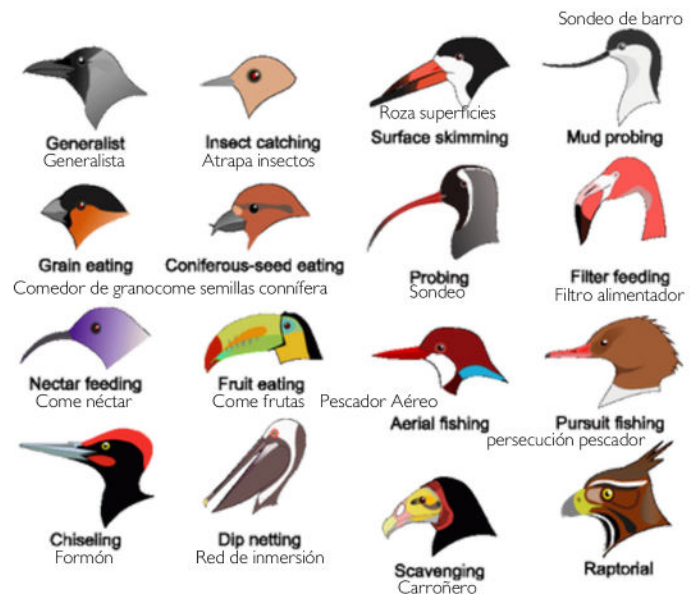 Sondeo de barro
Generalist
Generalista
Insect catching
Atrapa insectos
Roza superficies
Surface skimming
Mud probing
Grain eating
Comedor de grano
Coniferous-seed eating
come semillas connífera
Probing
Sondeo
Filter feeding
Filtro alimentador
Nectar feeding
Come néctar
Fruit eating
Come frutas
Pescador Aéreo
Aerial fishing
Pursuit fishing
persecución pescador
Chiseling
Formón
Dip netting
Red de inmersión
Scavenging
Carroñero
Raptorial